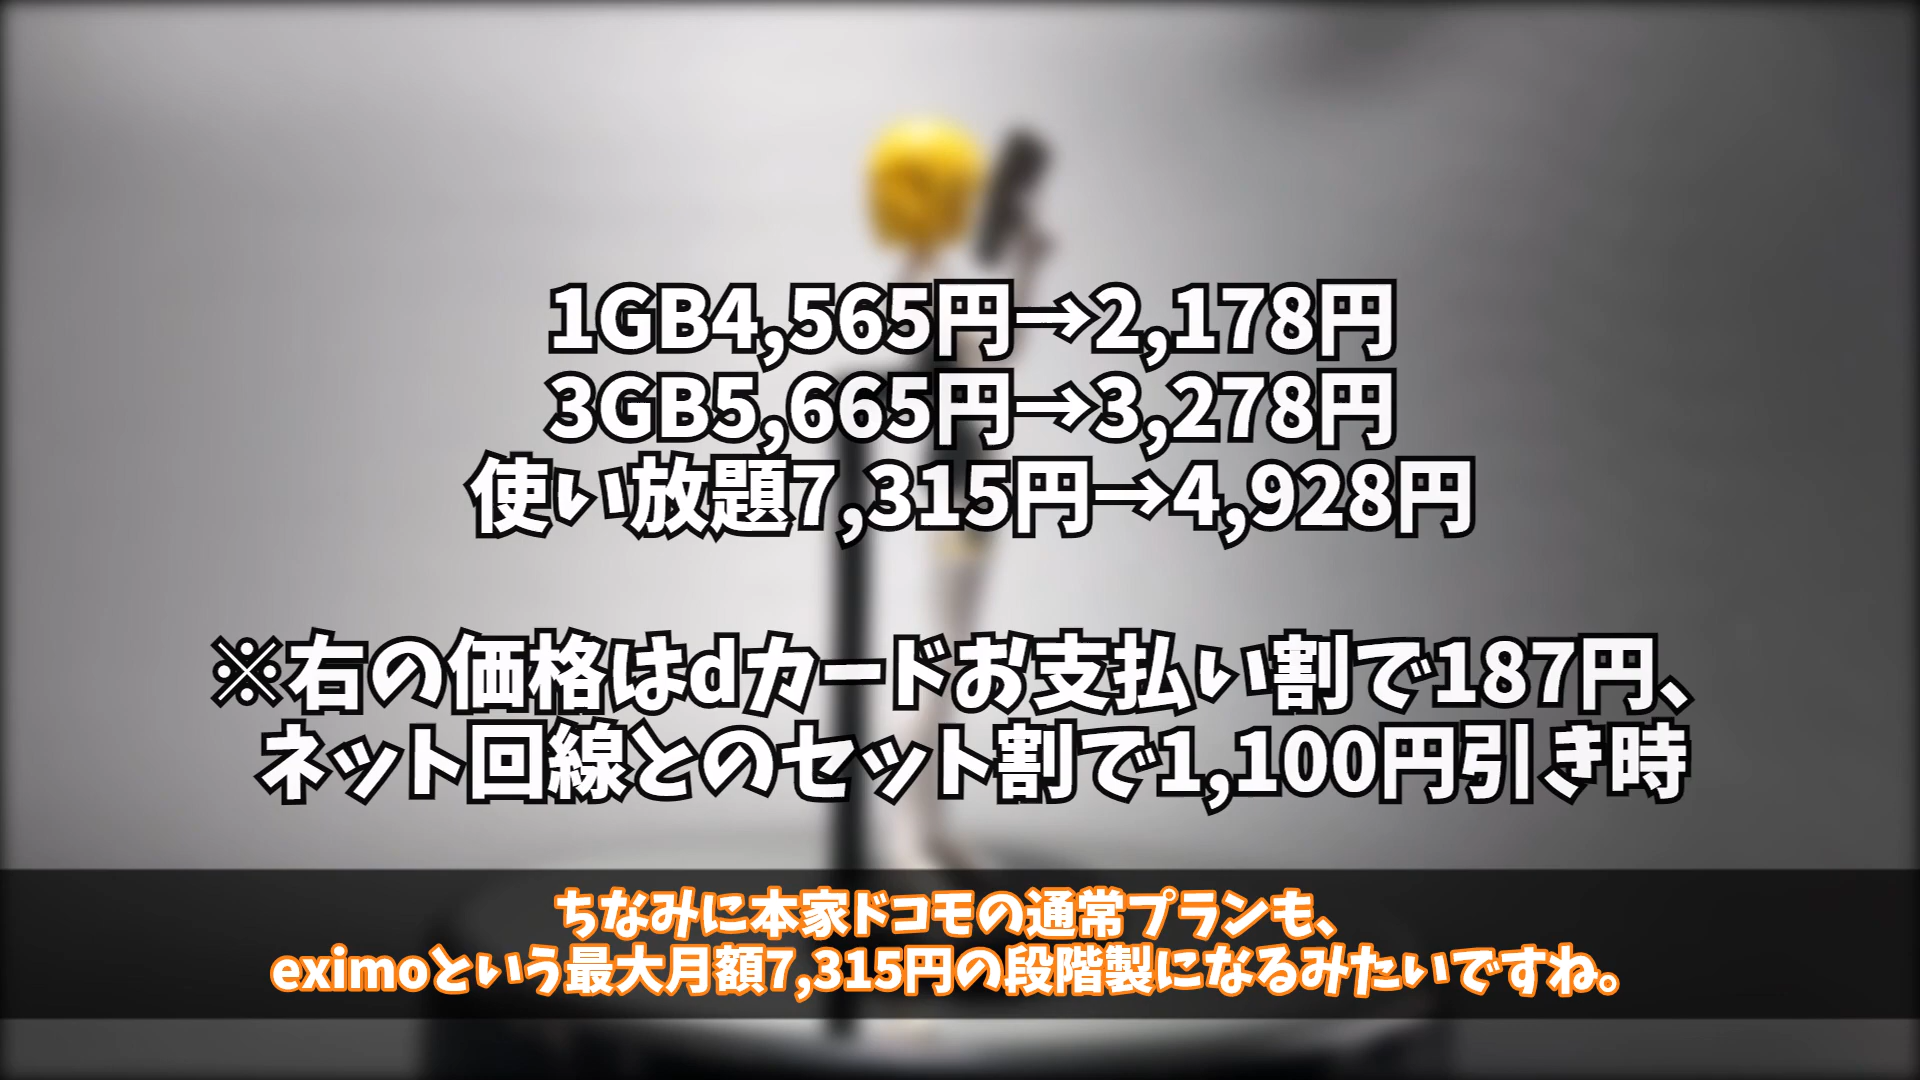 1GB4,565円→2,178円
3GB5,665円→3,278円
使い放題7,315円→4,928円
※右の価格はdカードお支払い割で187円、
ネット回線とのセット割で1,100円引き時
ちなみに本家ドコモの通常プランも、
eximoという最大月額7,315円の段階製になるみたいですね。